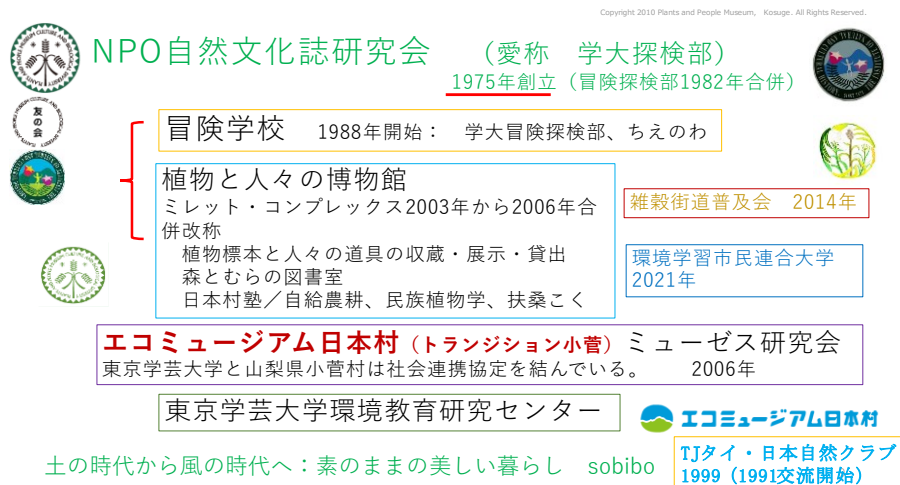 Copyright 2010 Plants and People Museum, Kosuge. All Rights Reserved.
NPO自然文化誌研究会　（愛称　学大探検部）
1975年創立（冒険探検部1982年合併）
友の会
冒険学校　1988年開始：　学大冒険探検部、ちえのわ
植物と人々の博物館
ミレット・コンプレックス2003年から2006年合
併改称
植物標本と人々の道具の収蔵・展示・貸出
森とむらの図書室
日本村塾／自給農耕、民族植物学、扶桑こく
雑穀街道普及会　2014年
環境学習市民連合大学
2021年
エコミュージアム日本村（トランジション小菅）ミューゼス研究会
東京学芸大学と山梨県小菅村は社会連携協定を結んでいる。　2006年
東京学芸大学環境教育研究センター
エコミュージアム日本村
土の時代から風の時代へ：素のままの美しい暮らし　sobibo
TJタイ・日本自然クラブ
1999（1991交流開始）